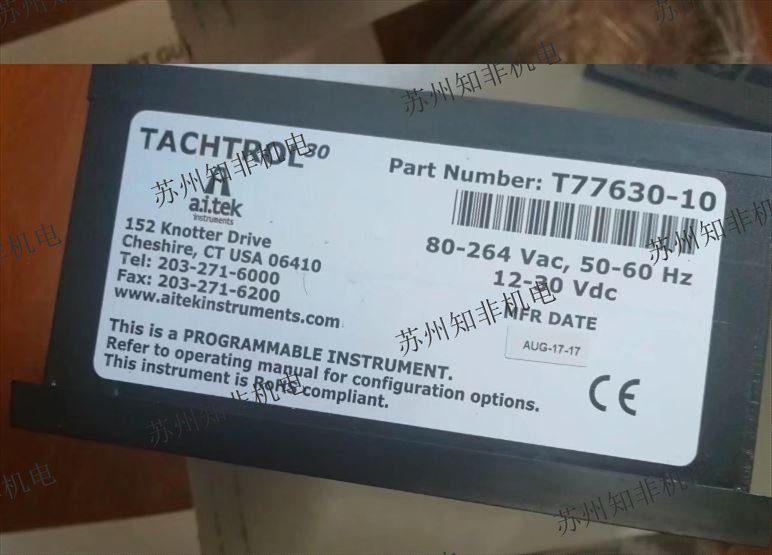 TACHTROL 30
Part Number: T77630-10
a.i.tek
instruments
80-264 Vac, 50-60 Hz
12-30 Vdc
152 Knotter Drive
Cheshire, CT USA 06410
Tel: 203-271-6000
Fax: 203-271-6200
www.aitekinstruments.com
MFR DATE
AUG-17-17
This is a PROGRAMMABLE INSTRUMENT.
Refer to operating manual for configuration options.
This instrument is RoHS compliant.
CE
苏州知非机电
苏州知非机电
苏州知非机电
苏州知非机电
苏州知非机电
苏州知非机电